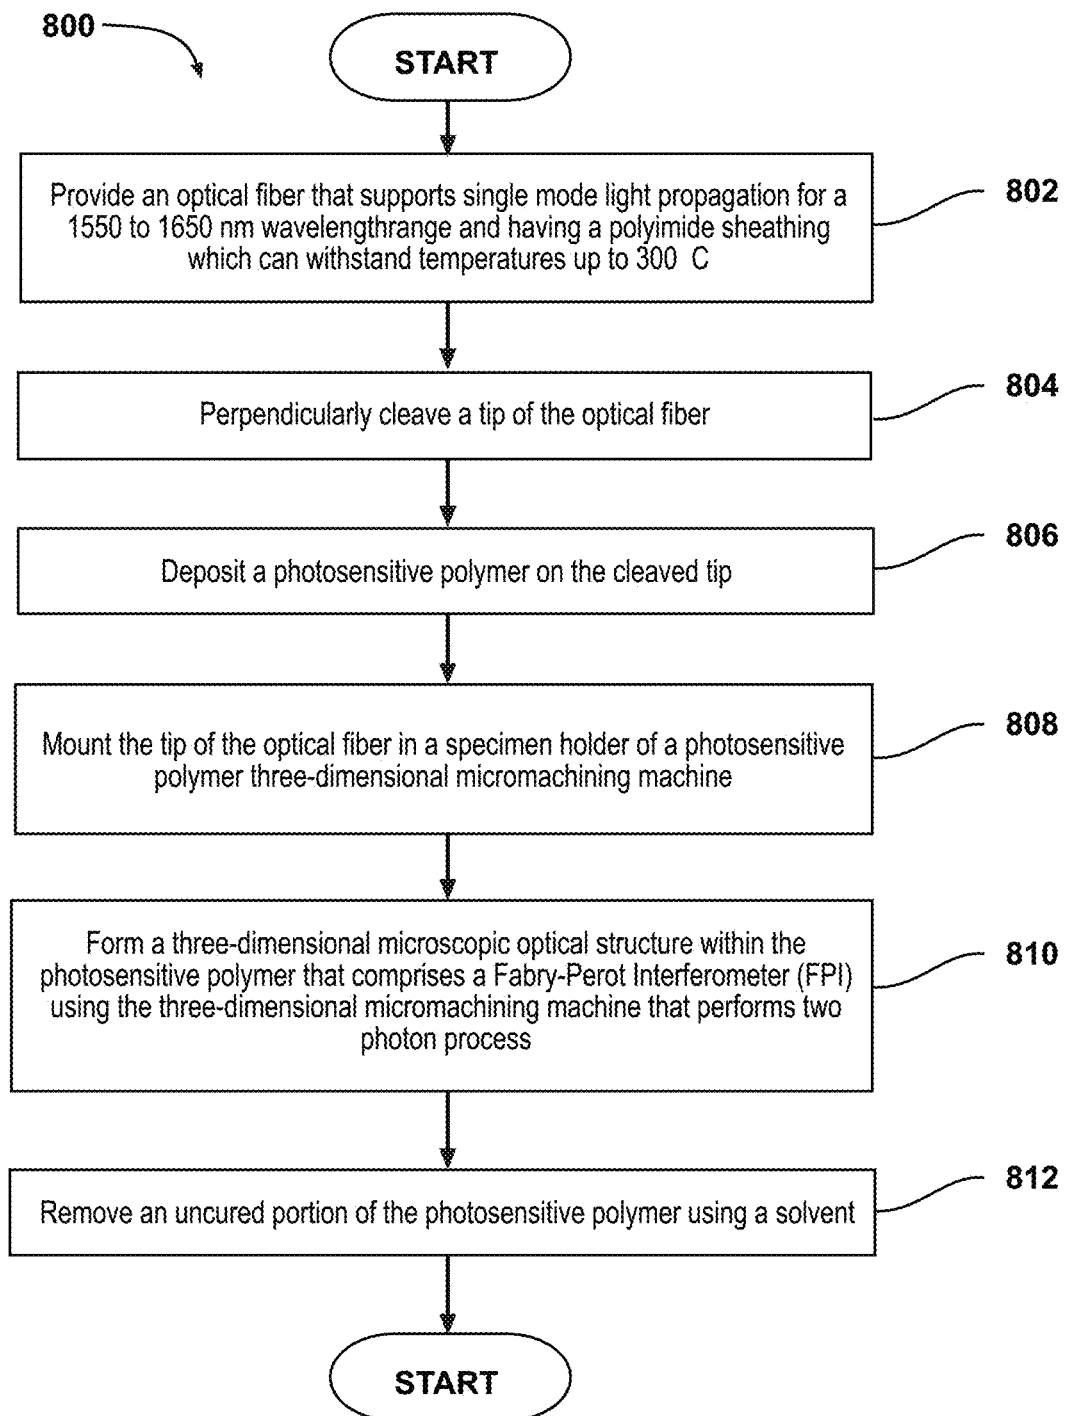 800
START
Provide an optical fiber that supports single mode light propagation for a
1550 to 1650 nm wavelengthrange and having a polyimide sheathing
which can withstand temperatures up to 300 C
802
Perpendicularly cleave a tip of the optical fiber
804
Deposit a photosensitive polymer on the cleaved tip
806
Mount the tip of the optical fiber in a specimen holder of a photosensitive
polymer three-dimensional micromachining machine
808
Form a three-dimensional microscopic optical structure within the
photosensitive polymer that comprises a Fabry-Perot Interferometer (FPI)
using the three-dimensional micromachining machine that performs two
photon process
810
Remove an uncured portion of the photosensitive polymer using a solvent
812
START